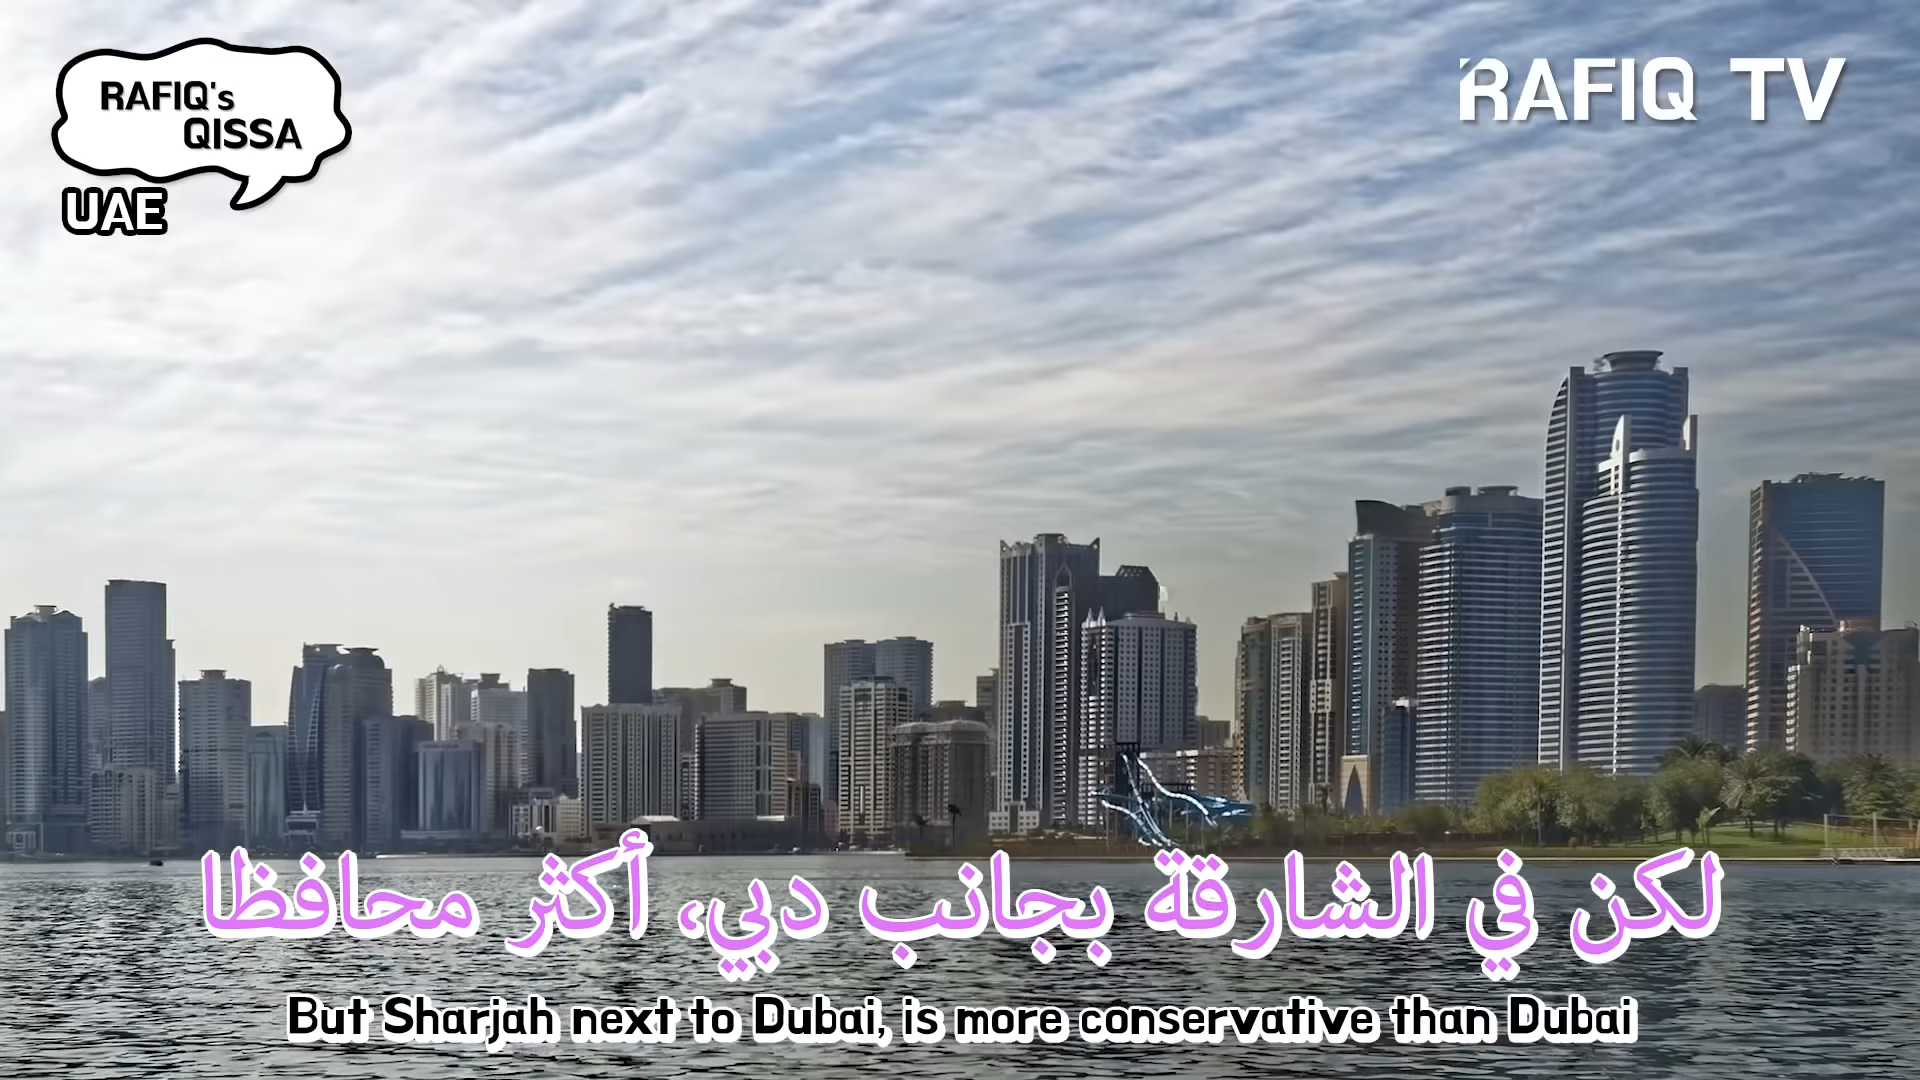 RAFIQ's
QISSA
UAE
RAFIQ TV
لكن في الشارقة بجانب دبي، أكثر محافظا
But Sharjah next to Dubai, is more conservative than Dubai